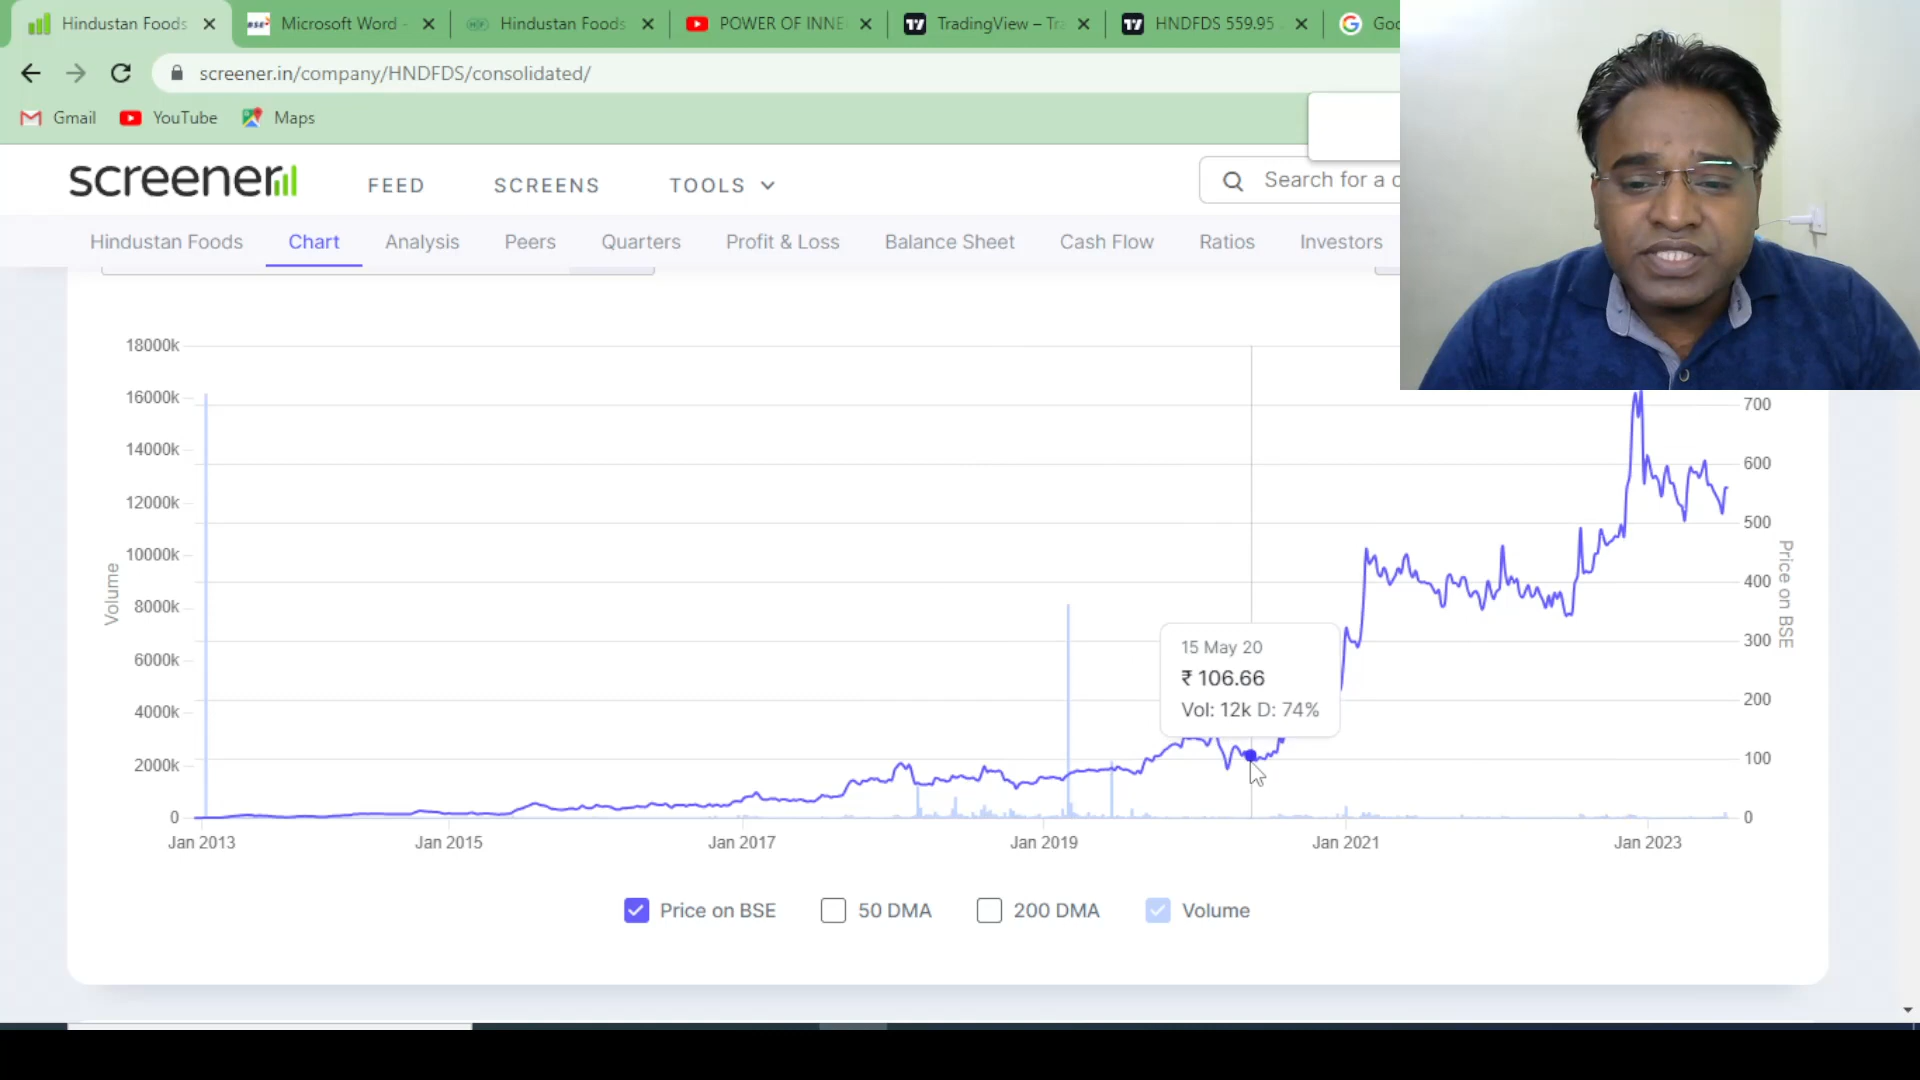 Hindustan Foods
Microsoft Word -
Hindustan Foods
POWER OF INNE
TradingView – Tra
HNDFDS 559.95
Goo
screener.in/company/HNDFDS/consolidated/
Gmail
YouTube
Maps
screener
FEED
SCREENS
TOOLS
Search for a c
Hindustan Foods
Chart
Analysis
Peers
Quarters
Profit & Loss
Balance Sheet
Cash Flow
Ratios
Investors
18000k
16000k
14000k
12000k
10000k
8000k
6000k
4000k
2000k
0
Volume
700
600
500
400
300
200
100
0
Price on BSE
15 May 20
₹ 106.66
Vol: 12k D: 74%
Jan 2013
Jan 2015
Jan 2017
Jan 2019
Jan 2021
Jan 2023
Price on BSE
50 DMA
200 DMA
Volume